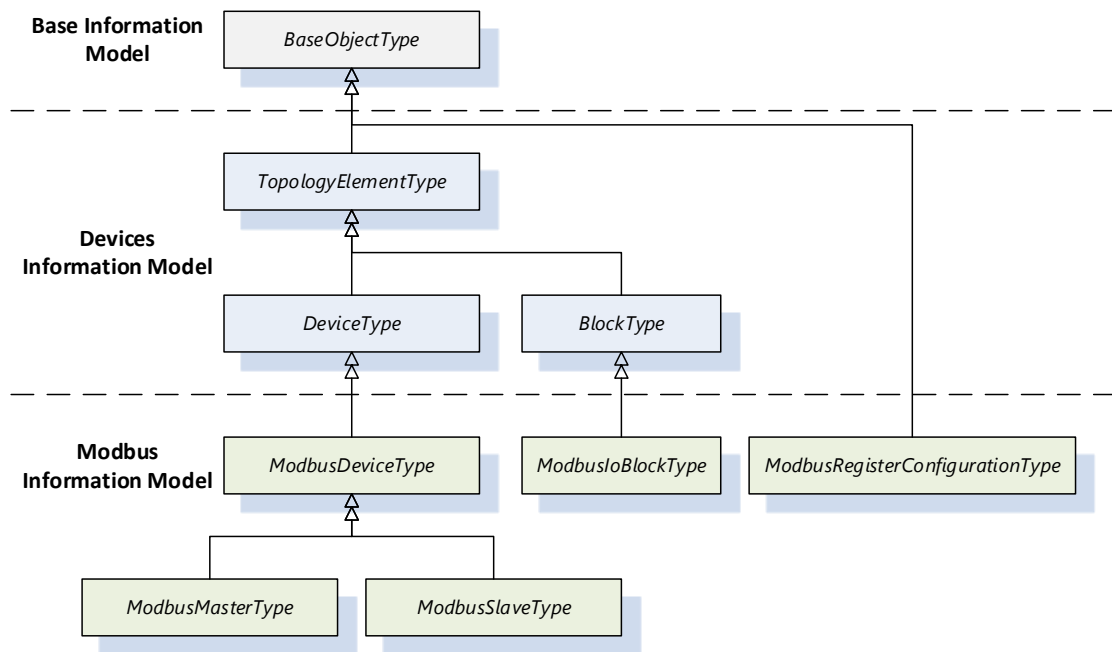 Base Information
Model
BaseObjectType
TopologyElementType
Devices
Information Model
DeviceType
BlockType
Modbus
Information Model
ModbusDeviceType
ModbusIoBlockType
ModbusRegisterConfigurationType
ModbusMasterType
ModbusSlaveType